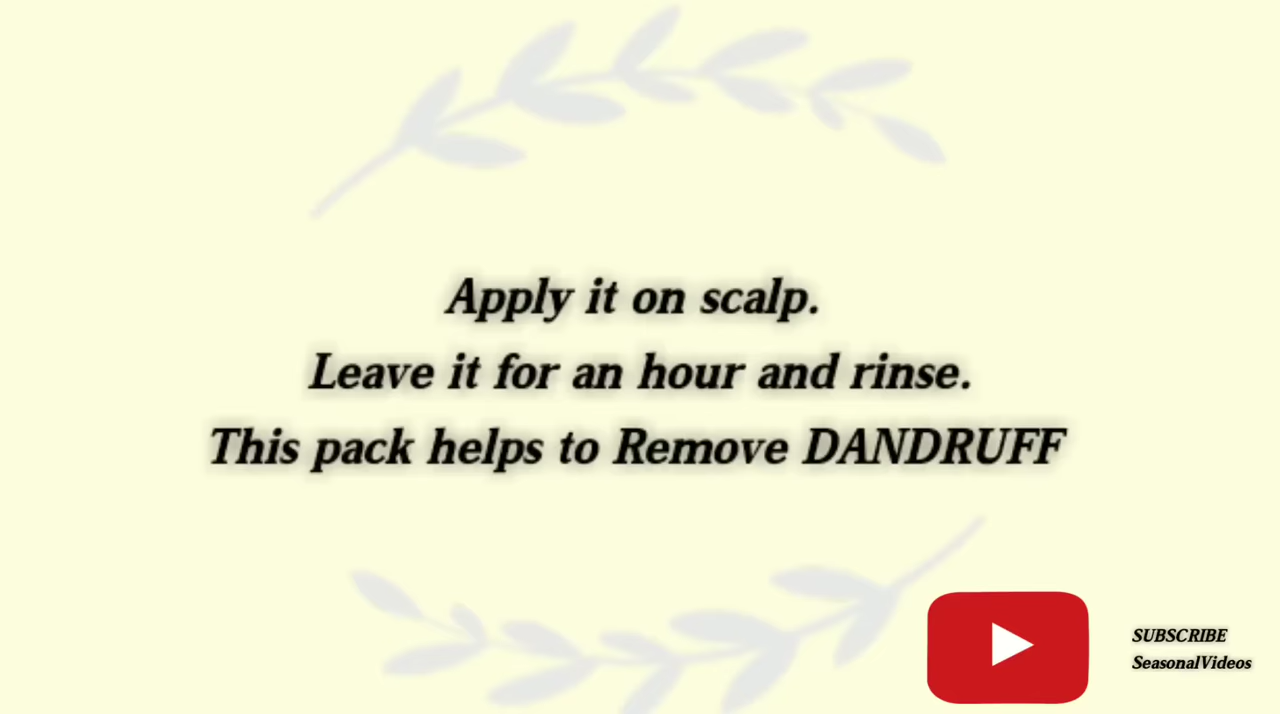 Apply it on scalp.
Leave it for an hour and rinse.
This pack helps to Remove DANDRUFF
SUBSCRIBE
SeasonalVideos